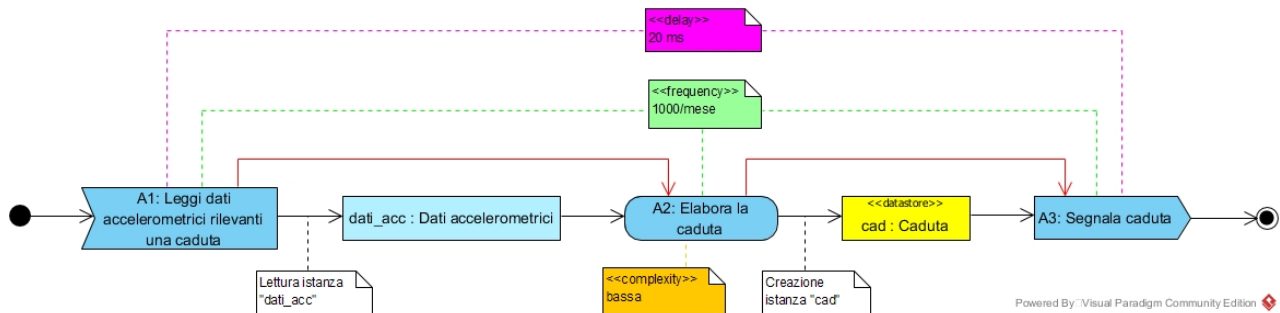 <<delay>>
20 ms
<<frequency>>
1000/mese
A1: Leggi dati
accelerometrici rilevanti
una caduta
dati_acc : Dati accelerometrici
A2: Elabora la
caduta
<<datastore>>
cad : Caduta
A3: Segnala caduta
Lettura istanza
"dati_acc"
<<complexity>>
bassa
Creazione
istanza "cad"
Powered By Visual Paradigm Community Edition